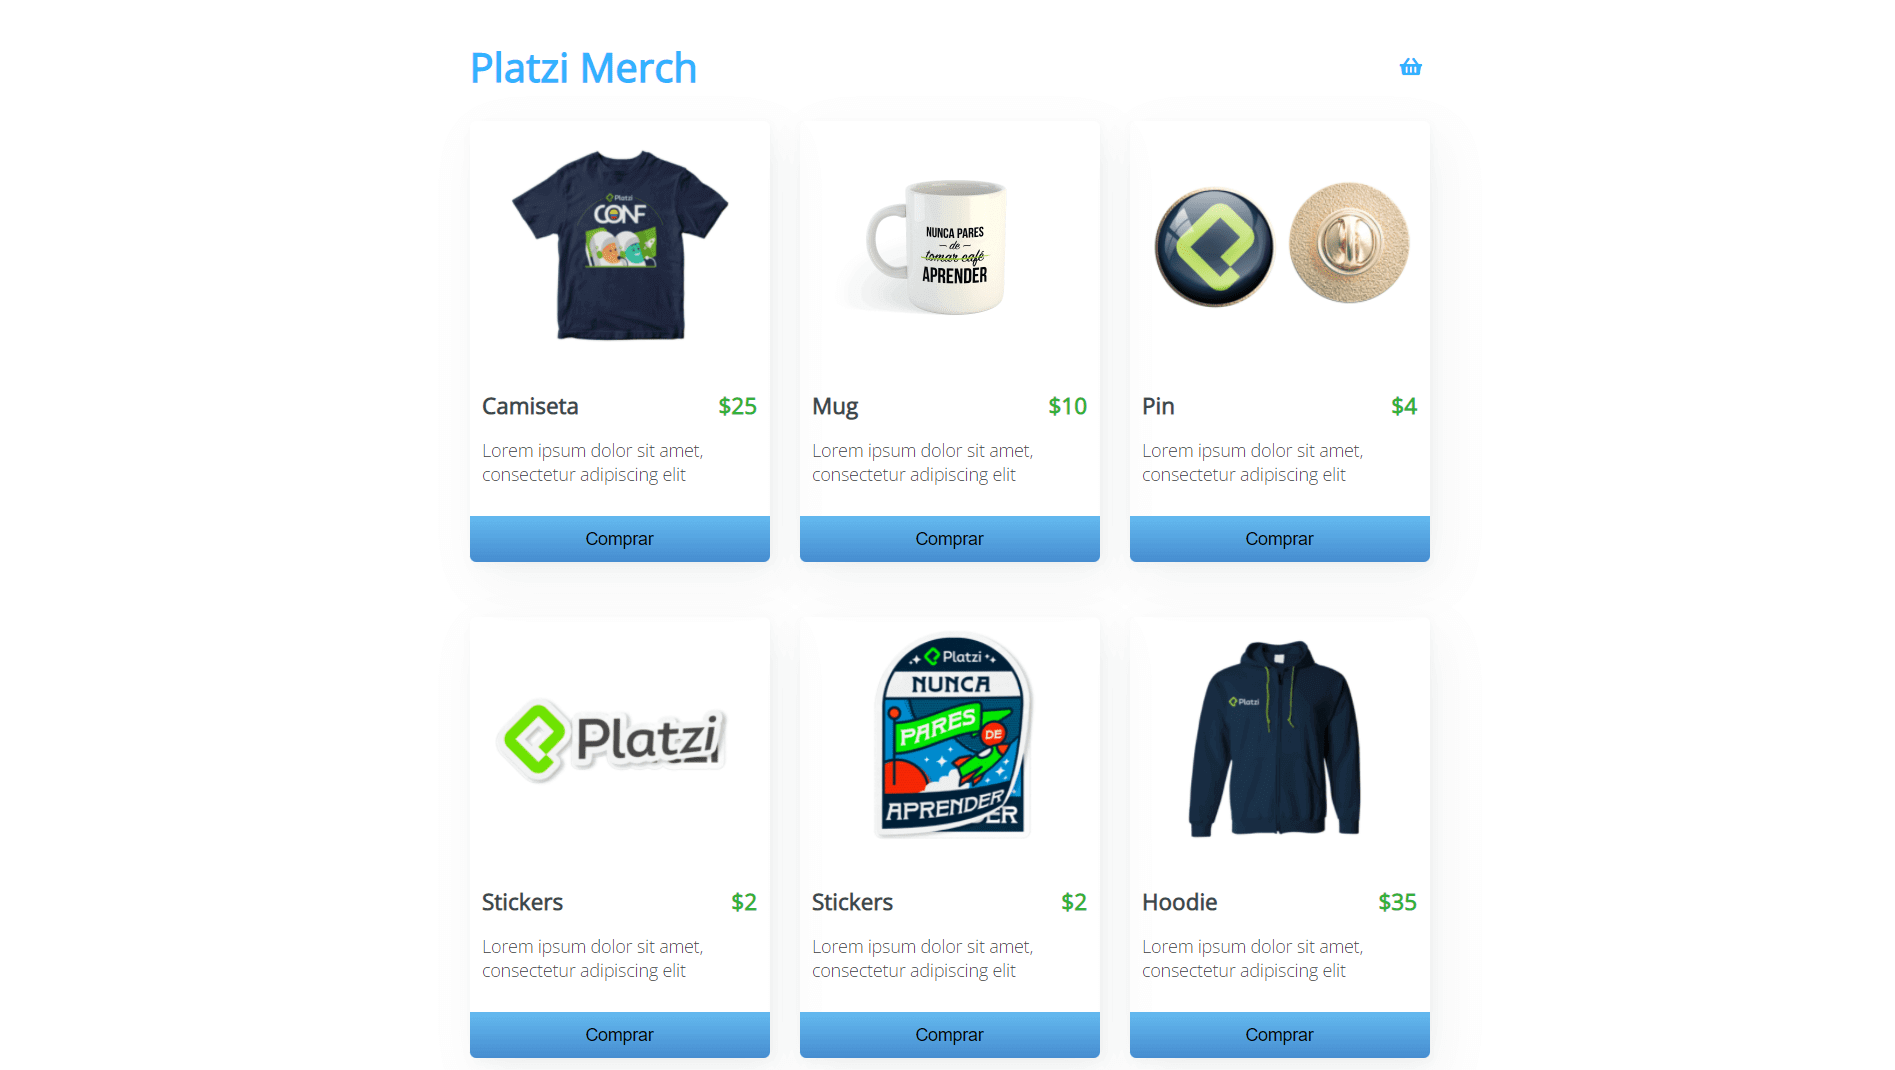 Platzi Merch
Platzi
CONF
NUNCA PARES
de
tomar café
APRENDER
Camiseta $25
Lorem ipsum dolor sit amet,
consectetur adipiscing elit
Comprar
Mug $10
Lorem ipsum dolor sit amet,
consectetur adipiscing elit
Comprar
Pin $4
Lorem ipsum dolor sit amet,
consectetur adipiscing elit
Comprar
Platzi
Platzi
NUNCA
PARES
DE
APRENDER
Platzi
Stickers $2
Lorem ipsum dolor sit amet,
consectetur adipiscing elit
Comprar
Stickers $2
Lorem ipsum dolor sit amet,
consectetur adipiscing elit
Comprar
Hoodie $35
Lorem ipsum dolor sit amet,
consectetur adipiscing elit
Comprar